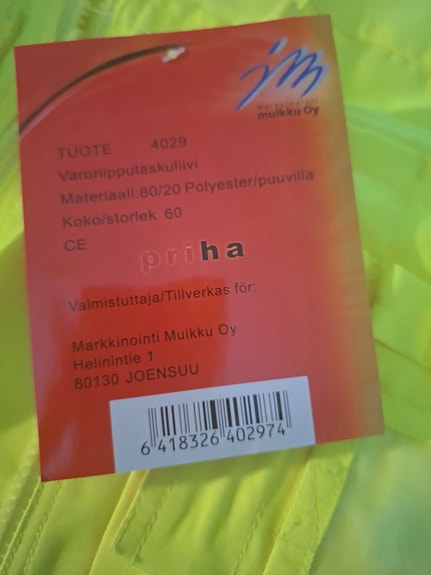 Markkinointi
muikku Oy
TUOTE 4029
Varoriipputaskuliivi
Materiaali:80/20 Polyester/puuvilla
Koko/storlek 60
CE
priha
Valmistuttaja/Tillverkas för:
Markkinointi Muikku Oy
Helinintie 1
80130 JOENSUU
6 418326 402974